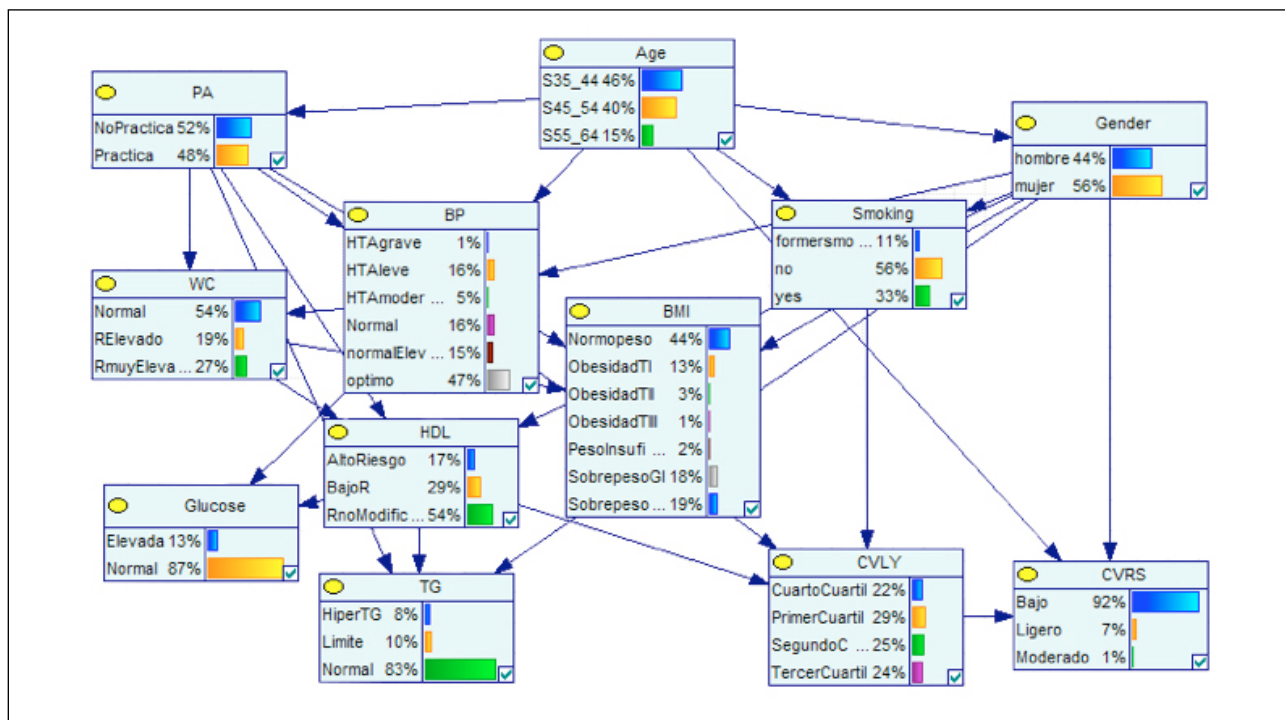 Age
S35_44 46%
S45_54 40%
S55_64 15%
PA
NoPractica 52%
Practica 48%
Gender
hombre 44%
mujer 56%
BP
HTAgrave 1%
HTAleve 16%
HTAmoder ... 5%
Normal 16%
normalElev ... 15%
optimo 47%
Smoking
formersmo ... 11%
no 56%
yes 33%
WC
Normal 54%
RElevado 19%
RmuyEleva ... 27%
BMI
Normopeso 44%
ObesidadTI 13%
ObesidadTII 3%
ObesidadTIII 1%
PesoInsufi ... 2%
SobrepesoGI 18%
Sobrepeso ... 19%
HDL
AltoRiesgo 17%
BajoR 29%
RnoModific ... 54%
Glucose
Elevada 13%
Normal 87%
TG
HiperTG 8%
Limite 10%
Normal 83%
CVLY
CuartoCuartil 22%
PrimerCuartil 29%
SegundoC ... 25%
TercerCuartil 24%
CVRS
Bajo 92%
Ligero 7%
Moderado 1%